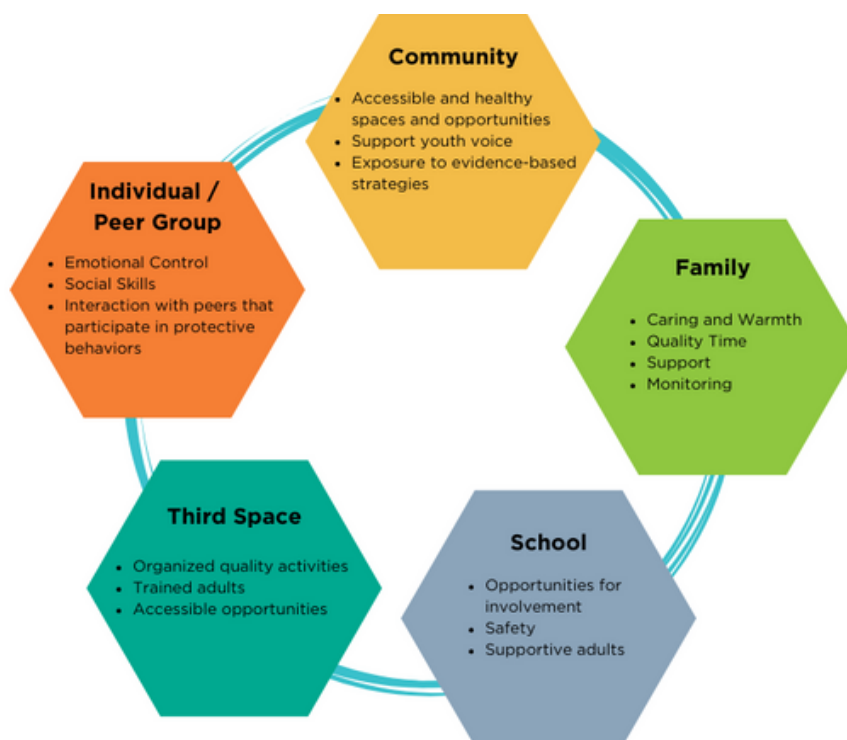 Community
• Accessible and healthy
spaces and opportunities
• Support youth voice
• Exposure to evidence-based
strategies
Individual /
Peer Group
• Emotional Control
• Social Skills
• Interaction with peers that
participate in protective
behaviors
Family
• Caring and Warmth
• Quality Time
• Support
• Monitoring
Third Space
• Organized quality activities
• Trained adults
• Accessible opportunities
School
• Opportunities for
involvement
• Safety
• Supportive adults